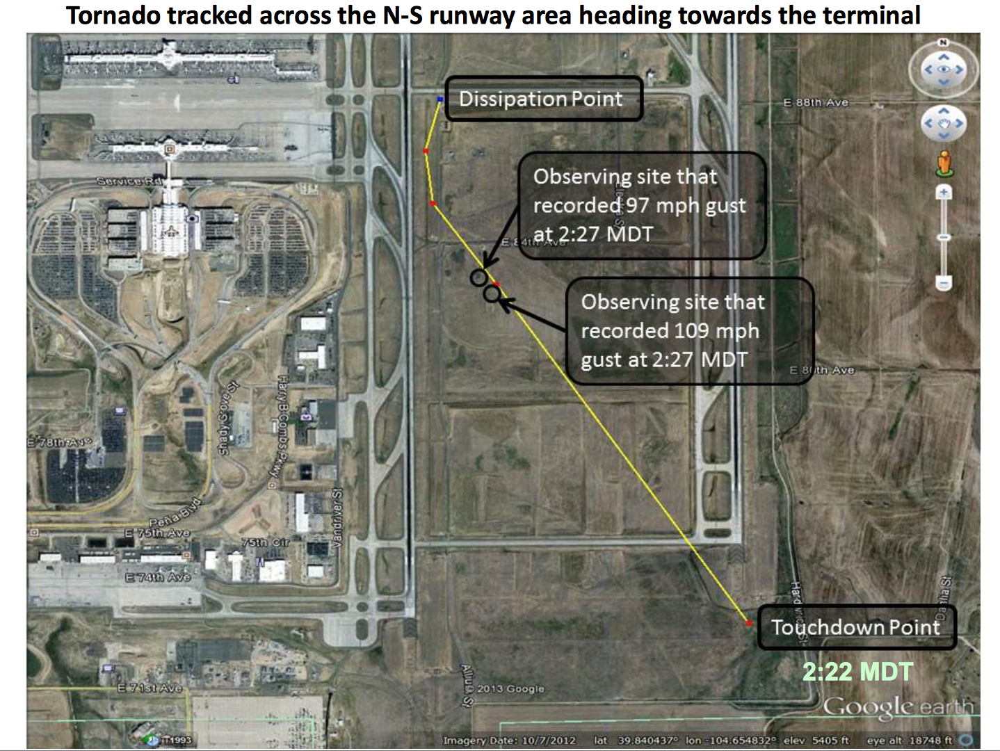 Tornado tracked across the N-S runway area heading towards the terminal
N
Dissipation Point
E 88th Ave
Observing site that
recorded 97 mph gust
at 2:27 MDT
Service Rd
E 84th Ave
Observing site that
recorded 109 mph
gust at 2:27 MDT
E 80th Ave
Shady Grove St
Harry B Combs Pkwy
E 78th Av
Peña Blvd
E 75th Ave
75th Cir
Vandriver St
E 74th Ave
Touchdown Point
2:22 MDT
E 71st Ave
Allium St
© 2013 Google
Google earth
1993
Imagery Date: 10/7/2012 lat 39.840437° lon -104.654832° elev 5405 ft eye alt 18748 ft